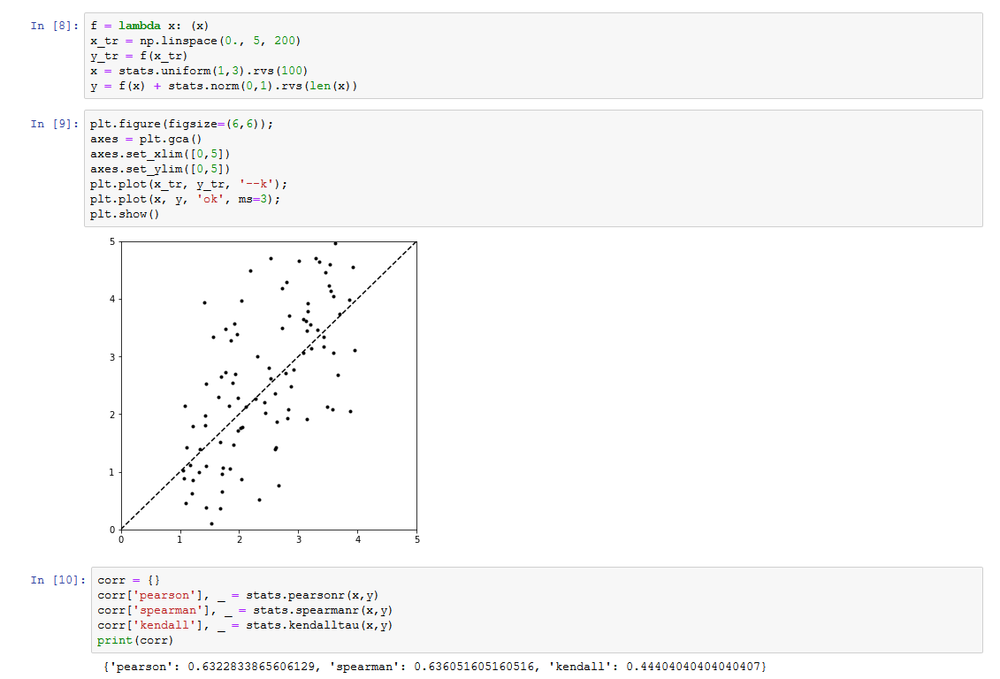 In [8]: f = lambda x: (x)
x_tr = np.linspace(0., 5, 200)
y_tr = f(x_tr)
x = stats.uniform(1,3).rvs(100)
y = f(x) + stats.norm(0,1).rvs(len(x))
In [9]: plt.figure(figsize=(6,6));
axes = plt.gca()
axes.set_xlim([0,5])
axes.set_ylim([0,5])
plt.plot(x_tr, y_tr, '--k');
plt.plot(x, y, 'ok', ms=3);
plt.show()
5
4
3
2
1
0
0 1 2 3 4 5
In [10]: corr = {}
corr['pearson'], _ = stats.pearsonr(x,y)
corr['spearman'], _ = stats.spearmanr(x,y)
corr['kendall'], _ = stats.kendalltau(x,y)
print(corr)
{'pearson': 0.6322833865606129, 'spearman': 0.636051605160516, 'kendall': 0.44404040404040407}